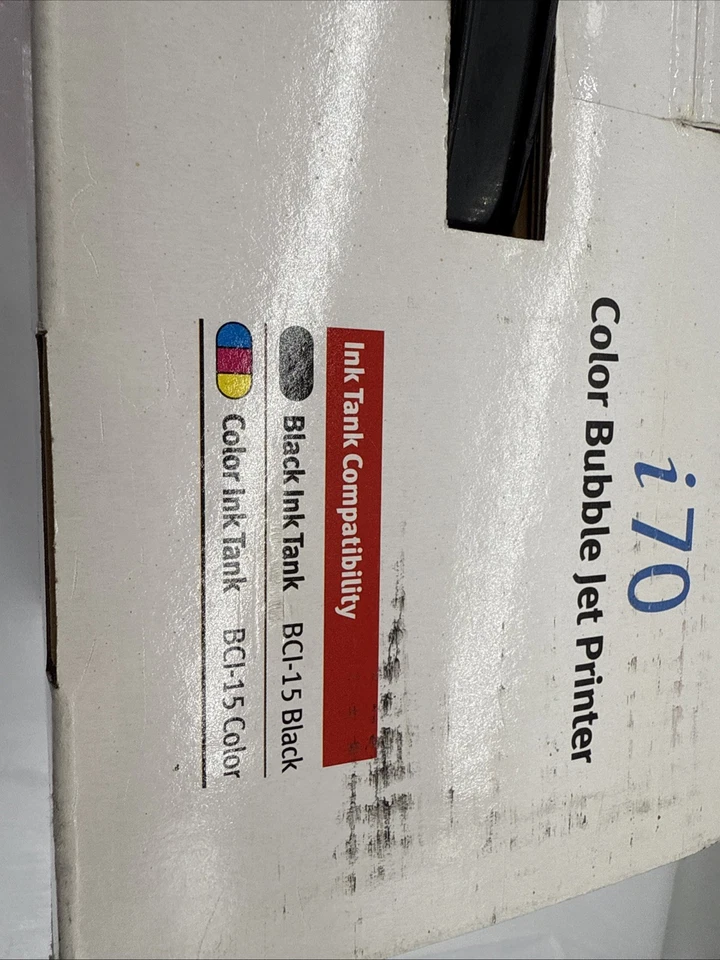 i70
Color Bubble Jet Printer
Ink Tank Compatibility
Black Ink Tank BCI-15 Black
Color Ink Tank BCI-15 Color